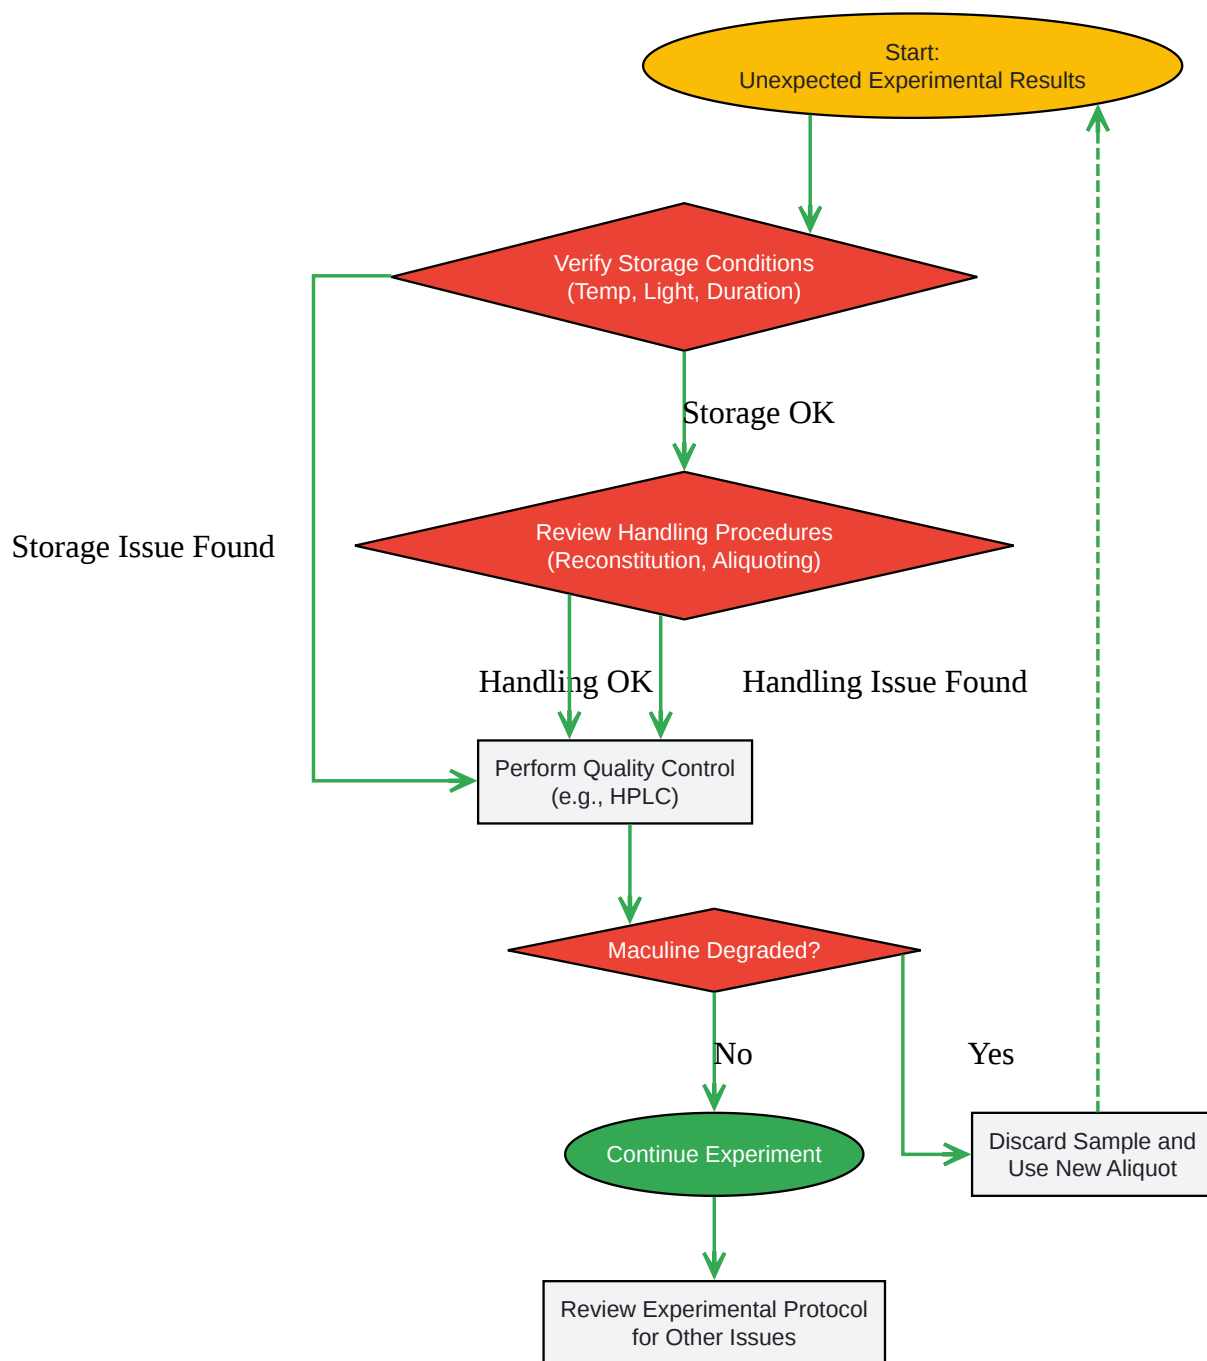 Start:
Unexpected Experimental Results
Verify Storage Conditions
(Temp, Light, Duration)
Storage OK
Storage Issue Found
Review Handling Procedures
(Reconstitution, Aliquoting)
Handling OK
Handling Issue Found
Perform Quality Control
(e.g., HPLC)
Maculine Degraded?
No
Yes
Continue Experiment
Discard Sample and
Use New Aliquot
Review Experimental Protocol
for Other Issues